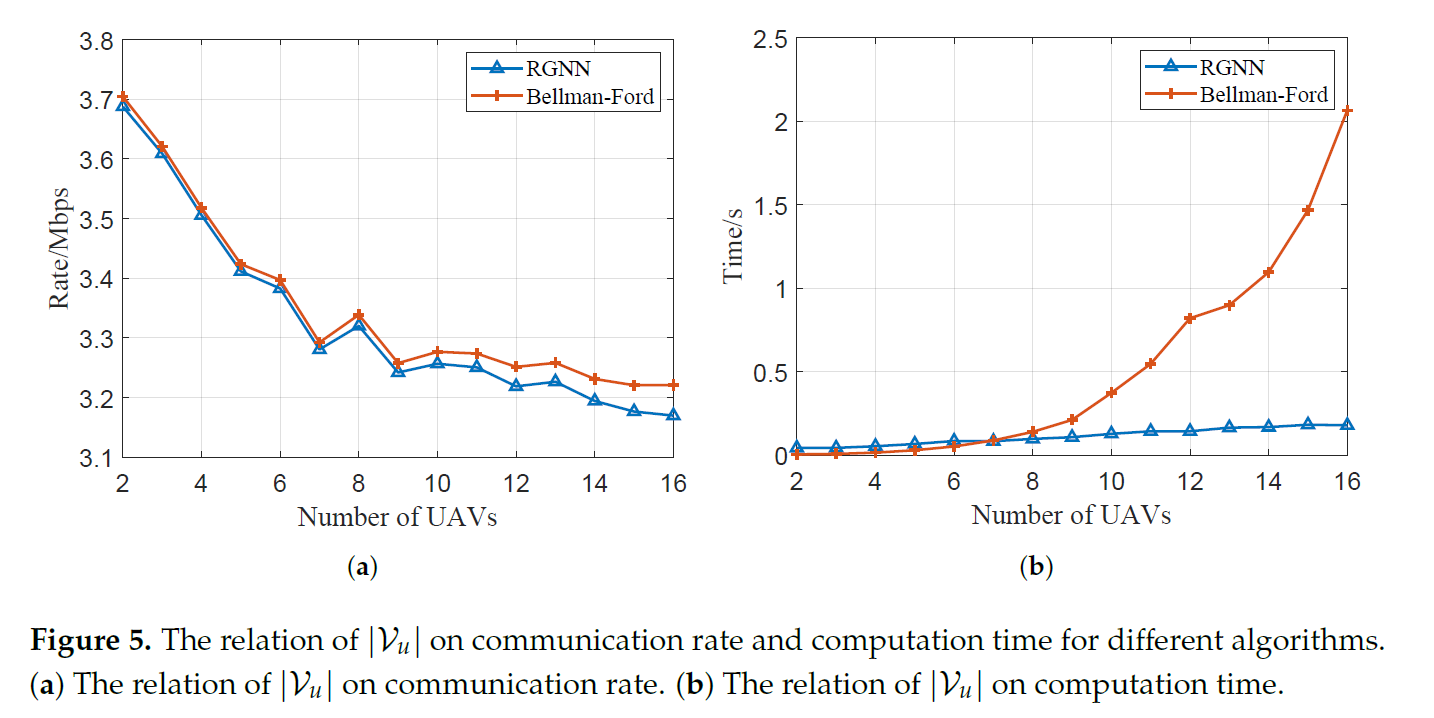 3.8
3.7
3.6
3.5
3.4
3.3
3.2
3.1
Rate/Mbps
RGNN
Bellman-Ford
2 4 6 8 10 12 14 16
Number of UAVs
(a)
2.5
2
1.5
1
0.5
0
Time/s
RGNN
Bellman-Ford
2 4 6 8 10 12 14 16
Number of UAVs
(b)
Figure 5. The relation of |𝒱ᵤ| on communication rate and computation time for different algorithms.
(a) The relation of |𝒱ᵤ| on communication rate. (b) The relation of |𝒱ᵤ| on computation time.